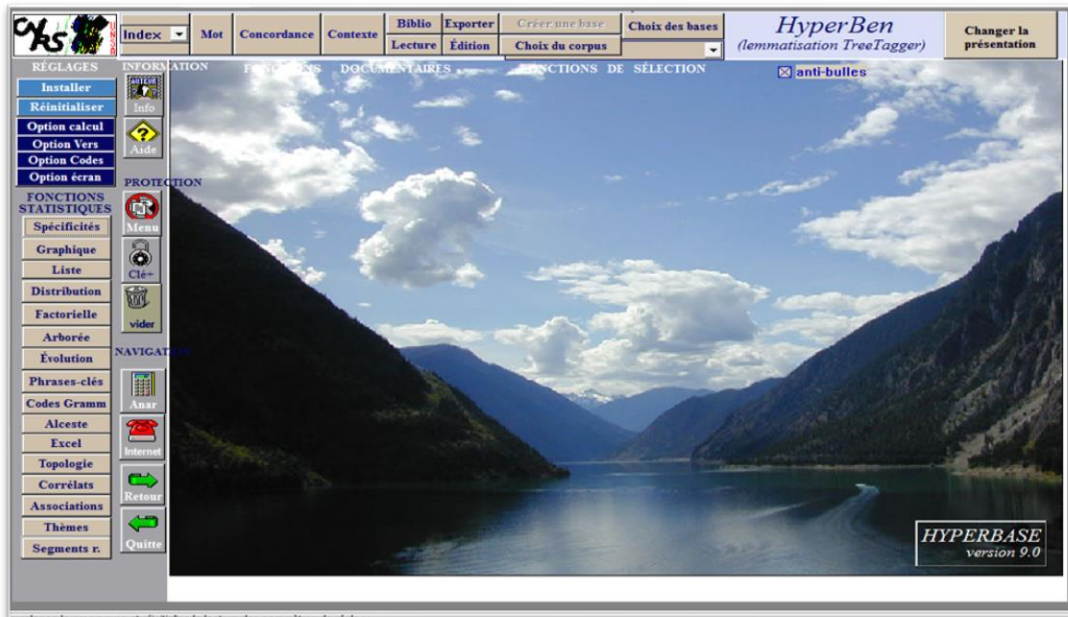 CNRS
Index
Mot
Concordance
Contexte
Biblio
Exporter
Créer une base
Choix des bases
Lecture
Édition
Choix du corpus
HyperBen
(lemmatisation TreeTagger)
Changer la
présentation
RÉGLAGES
INFORMATION
FONCTIONS DOCUMENTAIRES
FONCTIONS DE SÉLECTION
anti-bulles
Installer
Réinitialiser
Option calcul
Option Vers
Option Codes
Option écran
FONCTIONS
STATISTIQUES
Spécificités
Graphique
Liste
Distribution
Factorielle
Arborée
Évolution
Phrases-clés
Codes Gramm
Alceste
Excel
Topologie
Corrélats
Associations
Thèmes
Segments r.
AUTEUR
Info
Aide
PROTECTION
Menu
Clé+
vider
NAVIGAT
Anar
Internet
Retour
Quitte
HYPERBASE
version 9.0